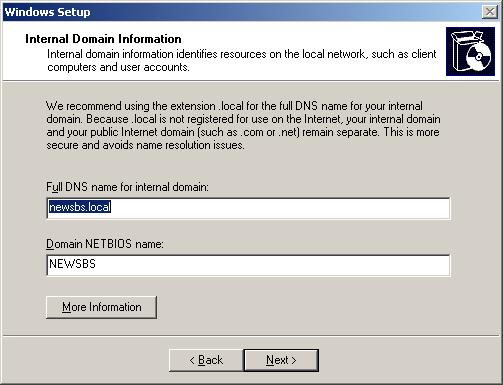 Windows Setup
Internal Domain Information
Internal domain information identifies resources on the local network, such as client
computers and user accounts.
We recommend using the extension .local for the full DNS name for your internal
domain. Because .local is not registered for use on the Internet, your internal domain
and your public Internet domain (such as .com or .net) remain separate. This is more
secure and avoids name resolution issues.
Full DNS name for internal domain:
newsbs.local
Domain NETBIOS name:
NEWSBS
More Information
< Back
Next >